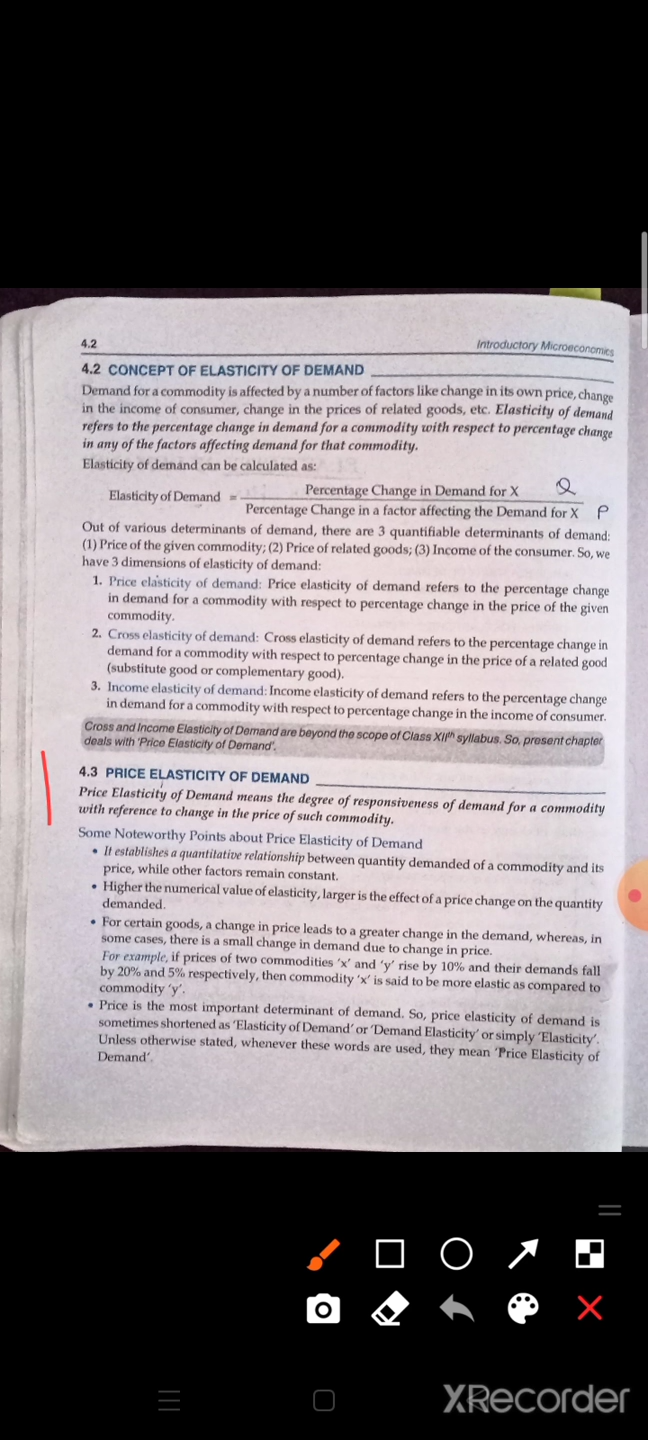 4.2
Introductory Microeconomics
4.2 CONCEPT OF ELASTICITY OF DEMAND
Demand for a commodity is affected by a number of factors like change in its own price, change
in the income of consumer, change in the prices of related goods, etc. Elasticity of demand
refers to the percentage change in demand for a commodity with respect to percentage change
in any of the factors affecting demand for that commodity.
Elasticity of demand can be calculated as:
Percentage Change in Demand for X Q
Elasticity of Demand =
Percentage Change in a factor affecting the Demand for X P
Out of various determinants of demand, there are 3 quantifiable determinants of demand:
(1) Price of the given commodity; (2) Price of related goods; (3) Income of the consumer. So, we
have 3 dimensions of elasticity of demand:
1. Price elasticity of demand: Price elasticity of demand refers to the percentage change
in demand for a commodity with respect to percentage change in the price of the given
commodity.
2. Cross elasticity of demand: Cross elasticity of demand refers to the percentage change in
demand for a commodity with respect to percentage change in the price of a related good
(substitute good or complementary good).
3. Income elasticity of demand: Income elasticity of demand refers to the percentage change
in demand for a commodity with respect to percentage change in the income of consumer.
Cross and Income Elasticity of Demand are beyond the scope of Class XIIth syllabus. So, present chapter
deals with 'Price Elasticity of Demand'.
4.3 PRICE ELASTICITY OF DEMAND
Price Elasticity of Demand means the degree of responsiveness of demand for a commodity
with reference to change in the price of such commodity.
Some Noteworthy Points about Price Elasticity of Demand
• It establishes a quantitative relationship between quantity demanded of a commodity and its
price, while other factors remain constant.
• Higher the numerical value of elasticity, larger is the effect of a price change on the quantity
demanded.
• For certain goods, a change in price leads to a greater change in the demand, whereas, in
some cases, there is a small change in demand due to change in price.
For example, if prices of two commodities 'x' and 'y' rise by 10% and their demands fall
by 20% and 5% respectively, then commodity 'x' is said to be more elastic as compared to
commodity 'y'.
• Price is the most important determinant of demand. So, price elasticity of demand is
sometimes shortened as 'Elasticity of Demand' or 'Demand Elasticity' or simply 'Elasticity'.
Unless otherwise stated, whenever these words are used, they mean 'Price Elasticity of
Demand'.
XRecorder